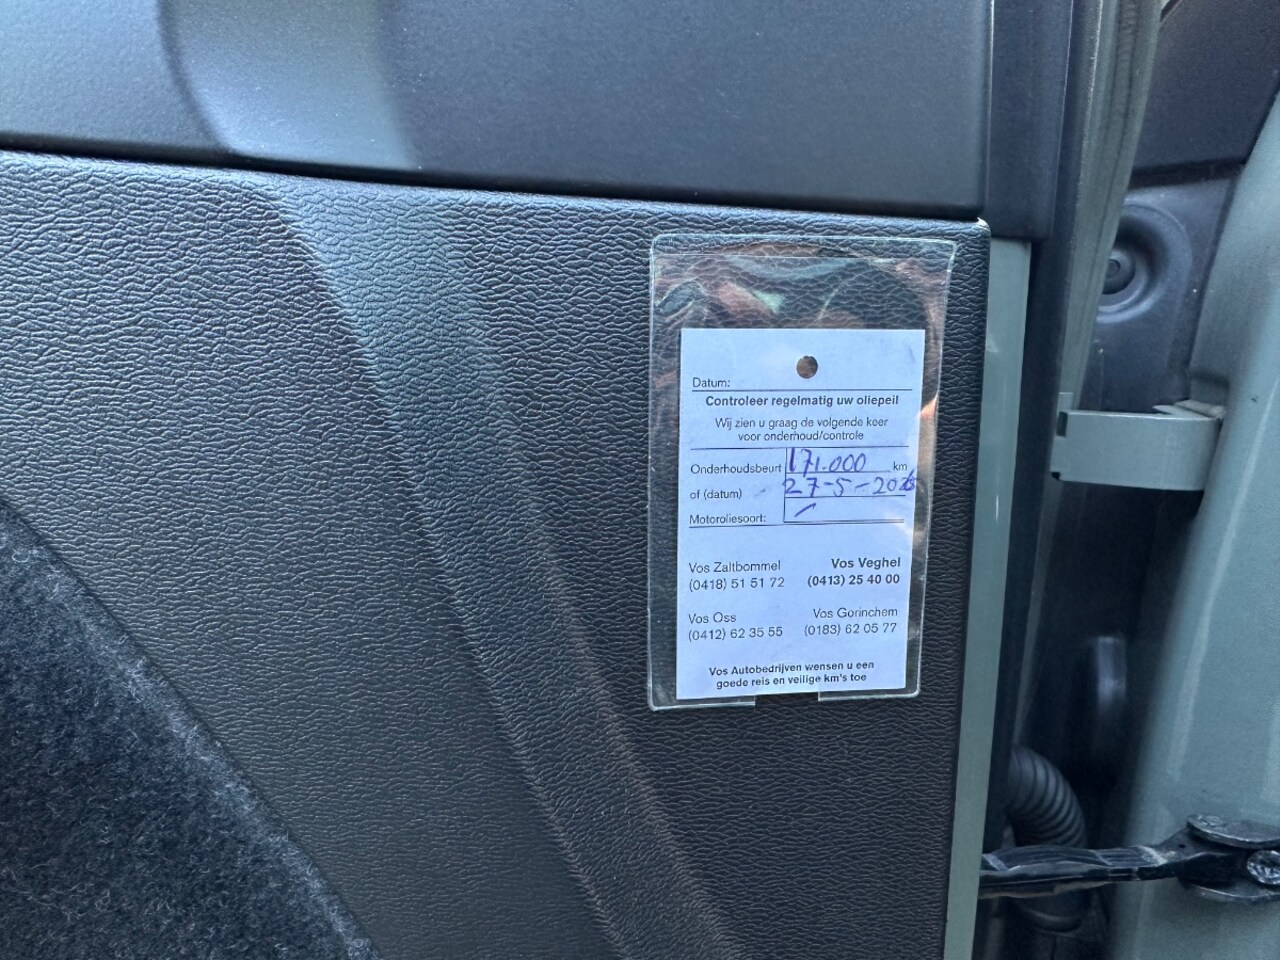 Datum:
Controleer regelmatig uw oliepeil
Wij zien u graag de volgende keer
voor onderhoud/controle
Onderhoudsbeurt 171.000 km
of (datum) 27-5-
Motoroliesoort:
Vos Zaltbommel Vos Veghel
(0418) 51 51 72 (0413) 25 40 00
Vos Oss Vos Gorinchem
(0412) 62 35 55 (0183) 62 05 77
Vos Autobedrijven wensen u een
goede reis en veilige km's toe